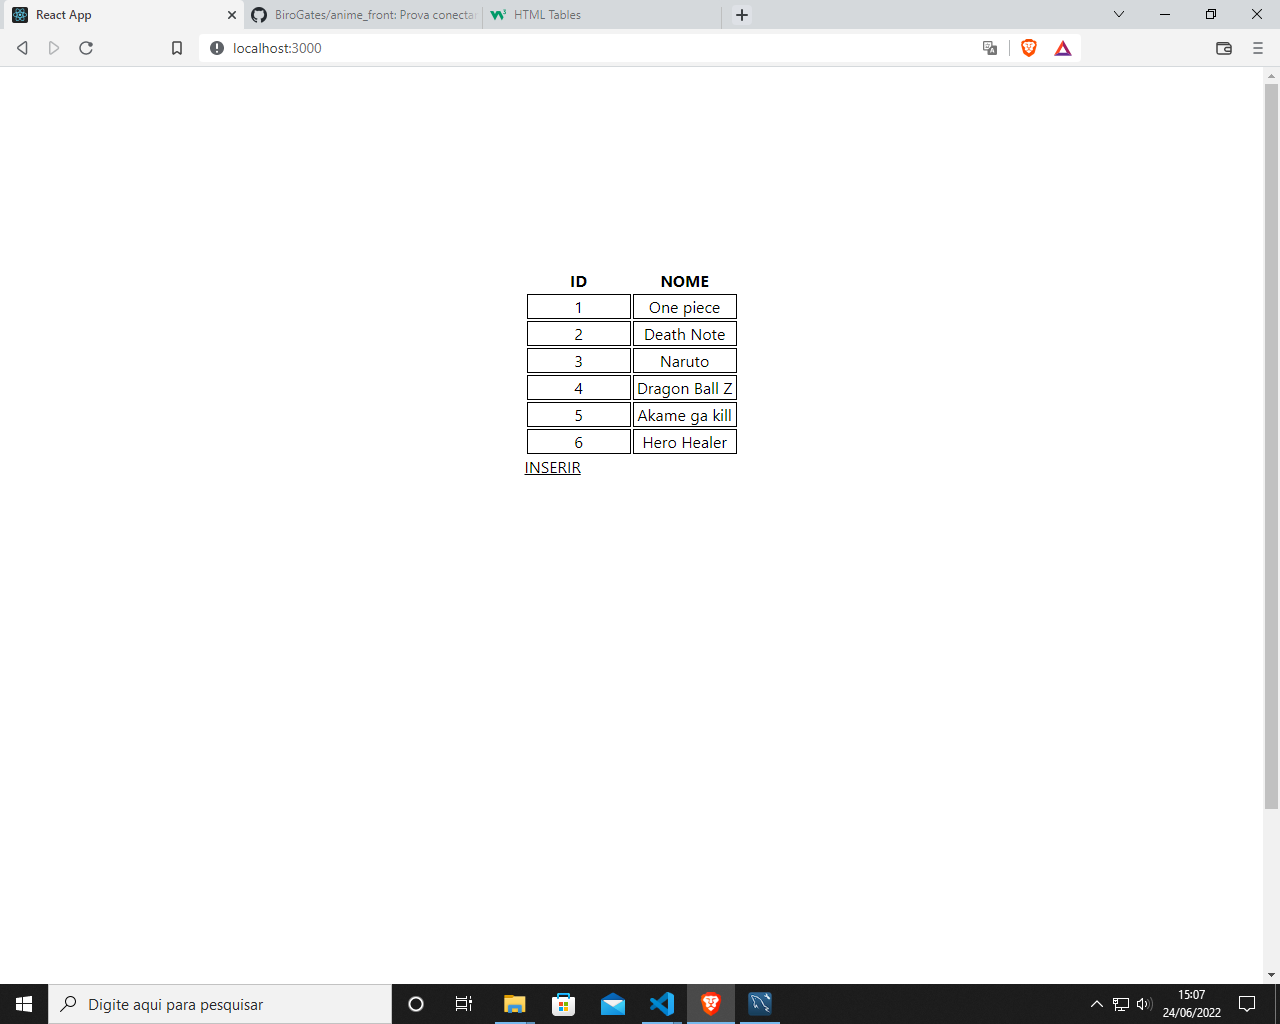 React App
BiroGates/anime_front: Prova conecta
HTML Tables
localhost:3000
ID NOME
1 One piece
2 Death Note
3 Naruto
4 Dragon Ball Z
5 Akame ga kill
6 Hero Healer
INSERIR
Digite aqui para pesquisar
15:07
24/06/2022